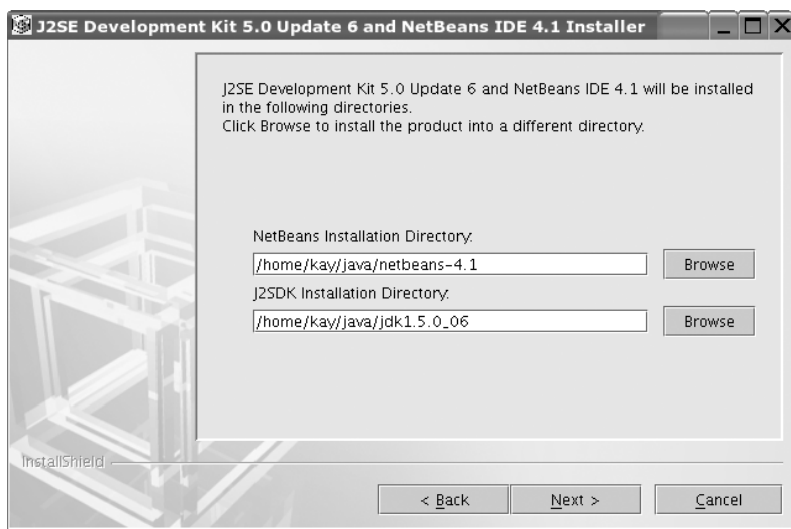 J2SE Development Kit 5.0 Update 6 and NetBeans IDE 4.1 Installer
J2SE Development Kit 5.0 Update 6 and NetBeans IDE 4.1 will be installed
in the following directories.
Click Browse to install the product into a different directory.
NetBeans Installation Directory:
/home/kay/java/netbeans-4.1
Browse
J2SDK Installation Directory:
/home/kay/java/jdk1.5.0_06
Browse
InstallShield
< Back
Next >
Cancel